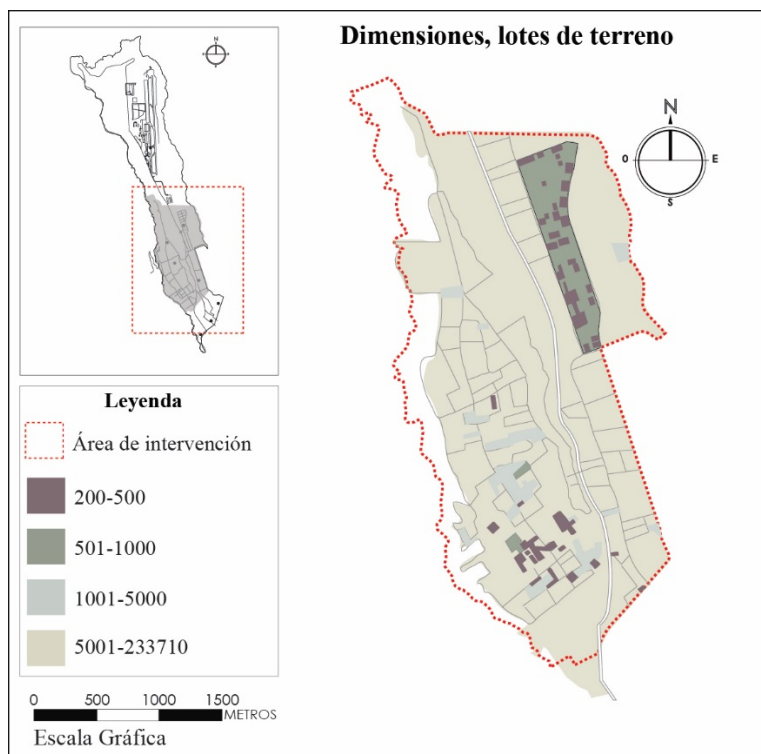 Dimensiones, lotes de terreno
N
N
O
E
S
Leyenda
Área de intervención
200-500
501-1000
1001-5000
5001-233710
0 500 1000 1500
METROS
Escala Gráfica